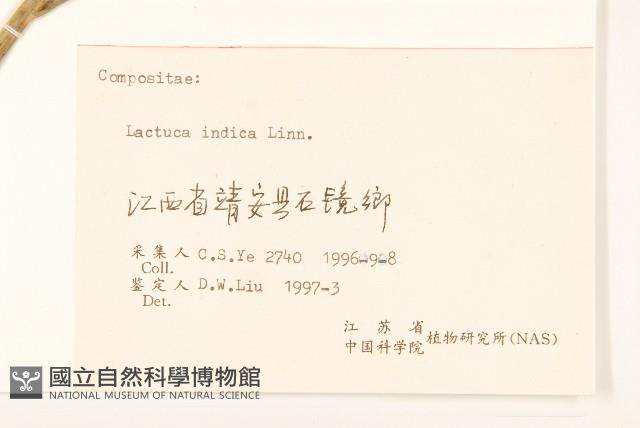 Compositae:
Lactuca indica Linn.
江西省靖安县石镜鄉
采集人 C.S.Ye 2740 1996-9-8
Coll.
鉴定人 D.W.Liu 1997-3
Det.
江苏省
中国科学院 植物研究所(NAS)
國立自然科學博物館
NATIONAL MUSEUM OF NATURAL SCIENCE